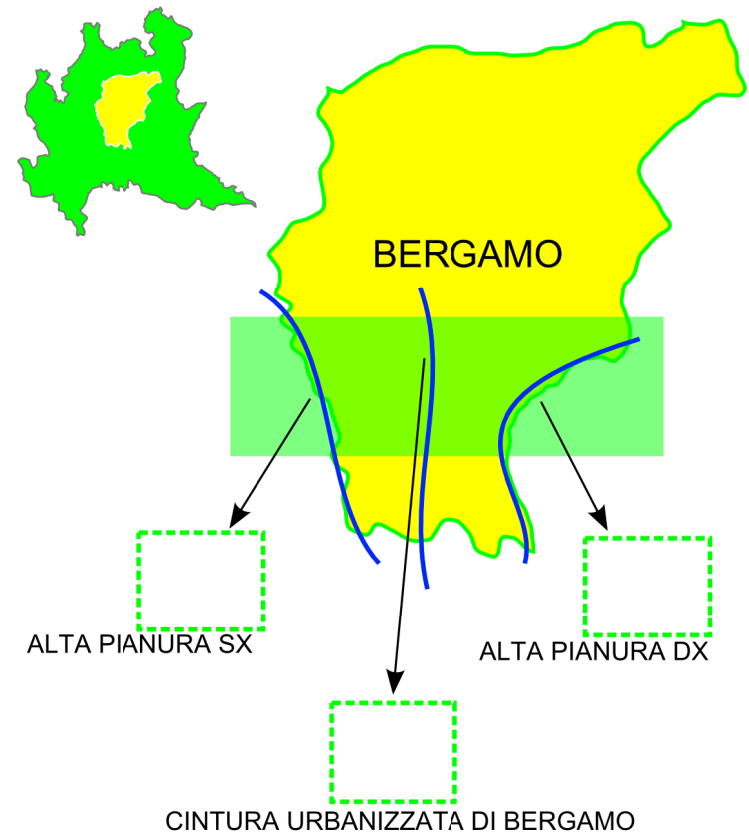 BERGAMO
ALTA PIANURA SX
ALTA PIANURA DX
CINTURA URBANIZZATA DI BERGAMO